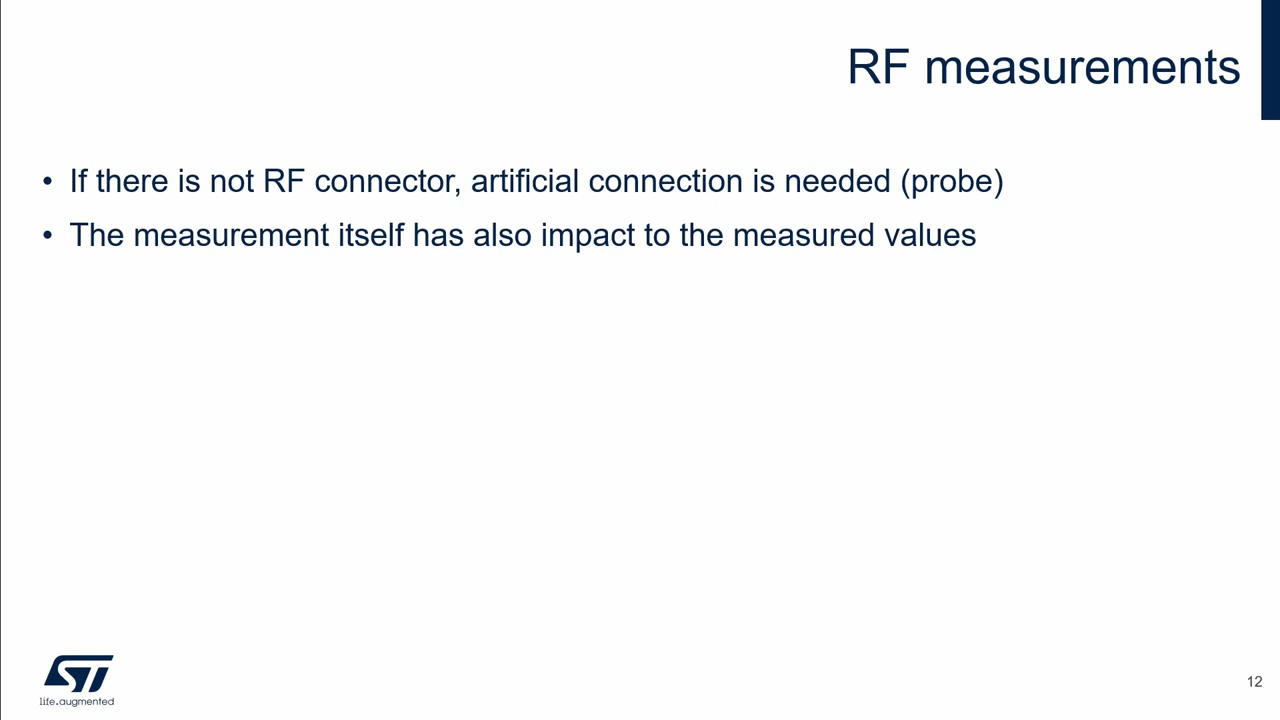 RF measurements
• If there is not RF connector, artificial connection is needed (probe)
• The measurement itself has also impact to the measured values
ST
life.augmented
12